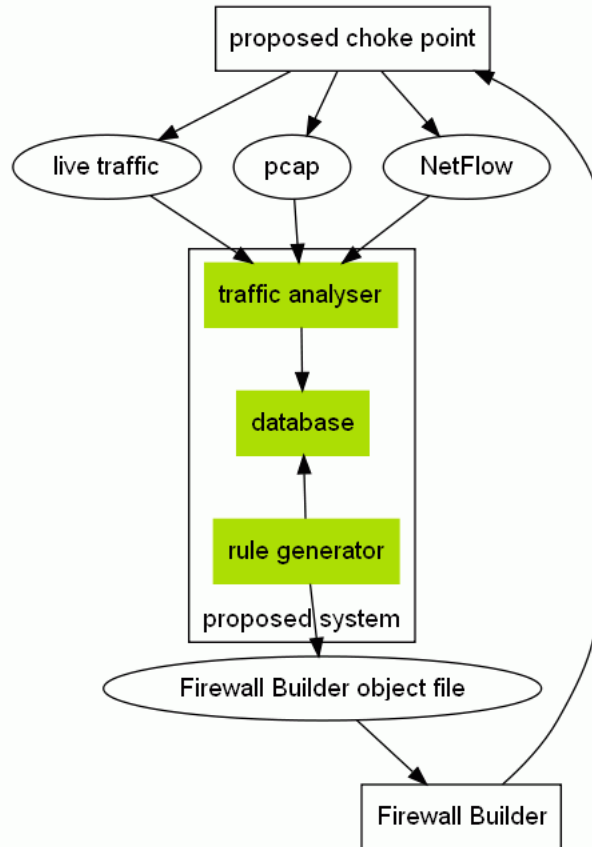 proposed choke point
live traffic
pcap
NetFlow
traffic analyser
database
rule generator
proposed system
Firewall Builder object file
Firewall Builder